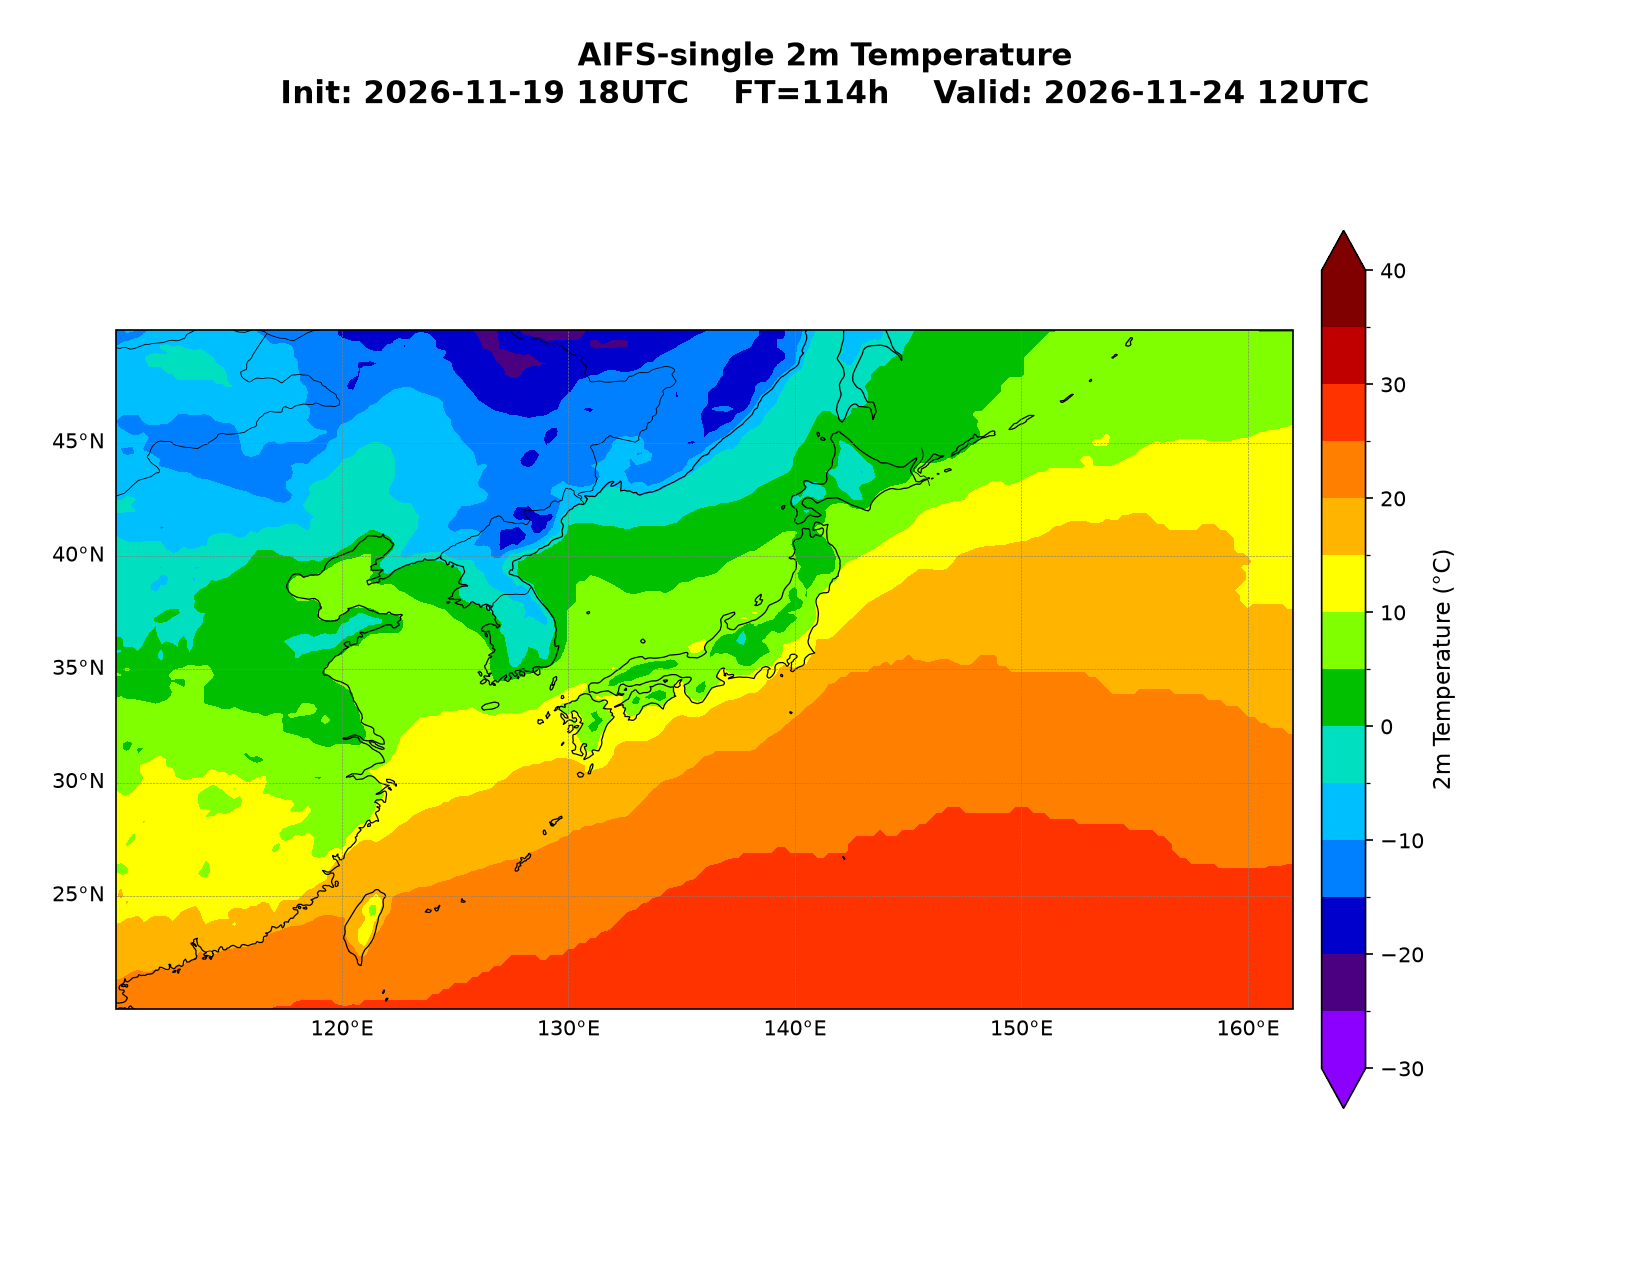 AIFS-single 2m Temperature
Init: 2026-11-19 18UTC    FT=114h    Valid: 2026-11-24 12UTC
45°N
40°N
35°N
30°N
25°N
120°E
130°E
140°E
150°E
160°E
40
30
20
10
0
−10
−20
−30
2m Temperature (°C)